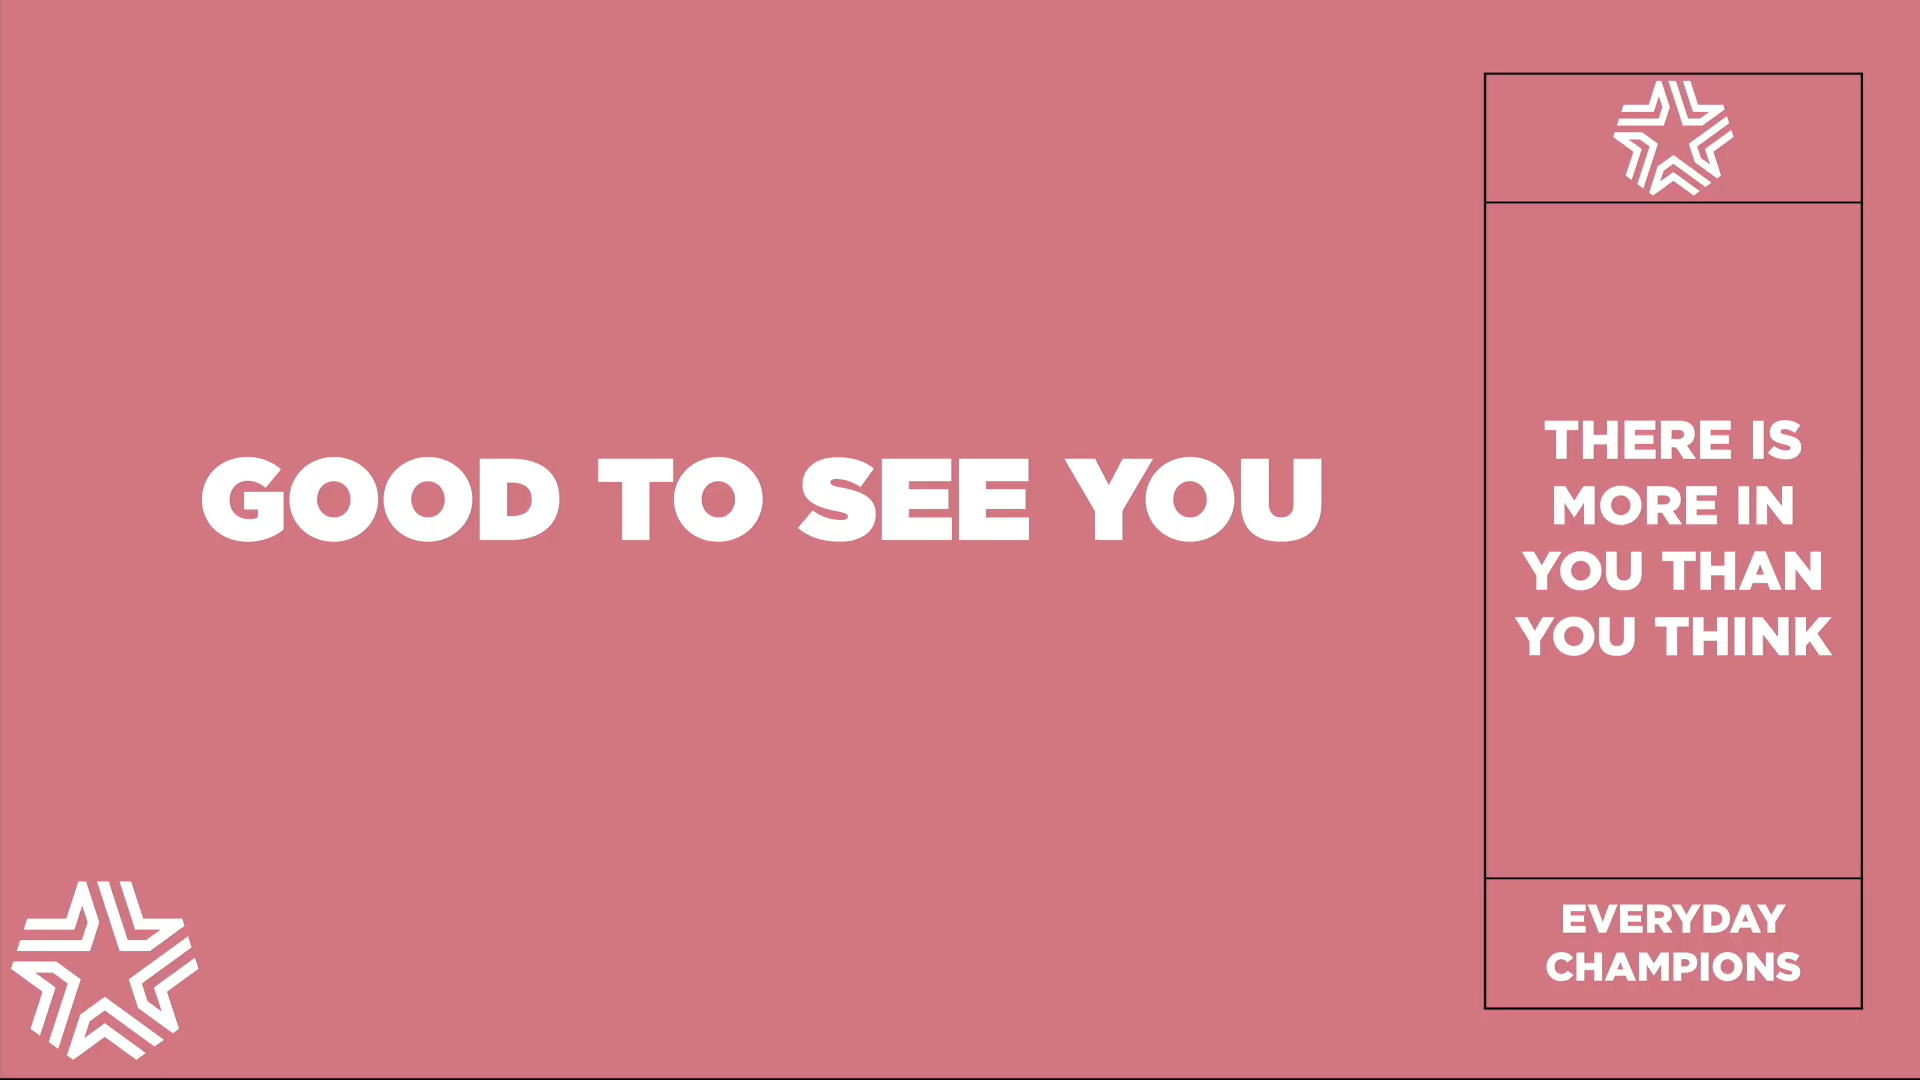 GOOD TO SEE YOU
THERE IS
MORE IN
YOU THAN
YOU THINK
EVERYDAY
CHAMPIONS